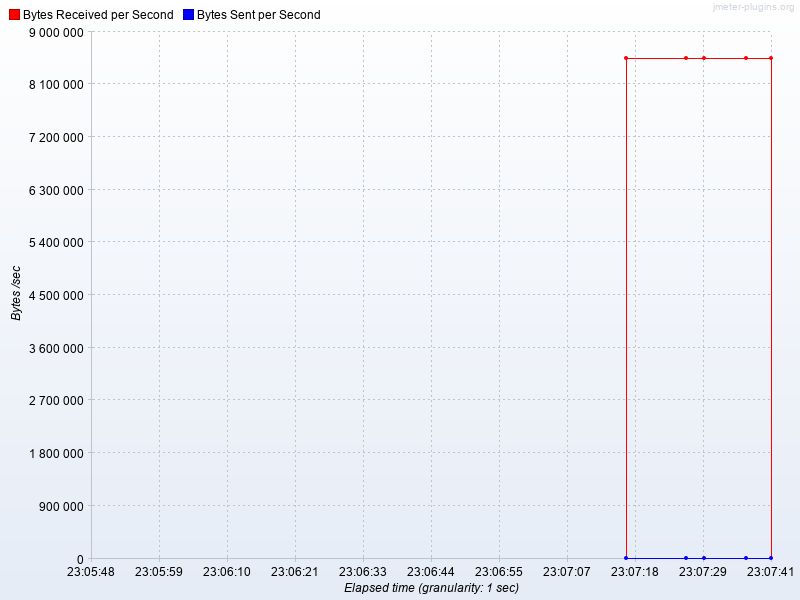 jmeter-plugins.org
Bytes Received per Second Bytes Sent per Second
9 000 000
8 100 000
7 200 000
6 300 000
5 400 000
4 500 000
3 600 000
2 700 000
1 800 000
900 000
0
Bytes /sec
23:05:48 23:05:59 23:06:10 23:06:21 23:06:33 23:06:44 23:06:55 23:07:07 23:07:18 23:07:29 23:07:41
Elapsed time (granularity: 1 sec)